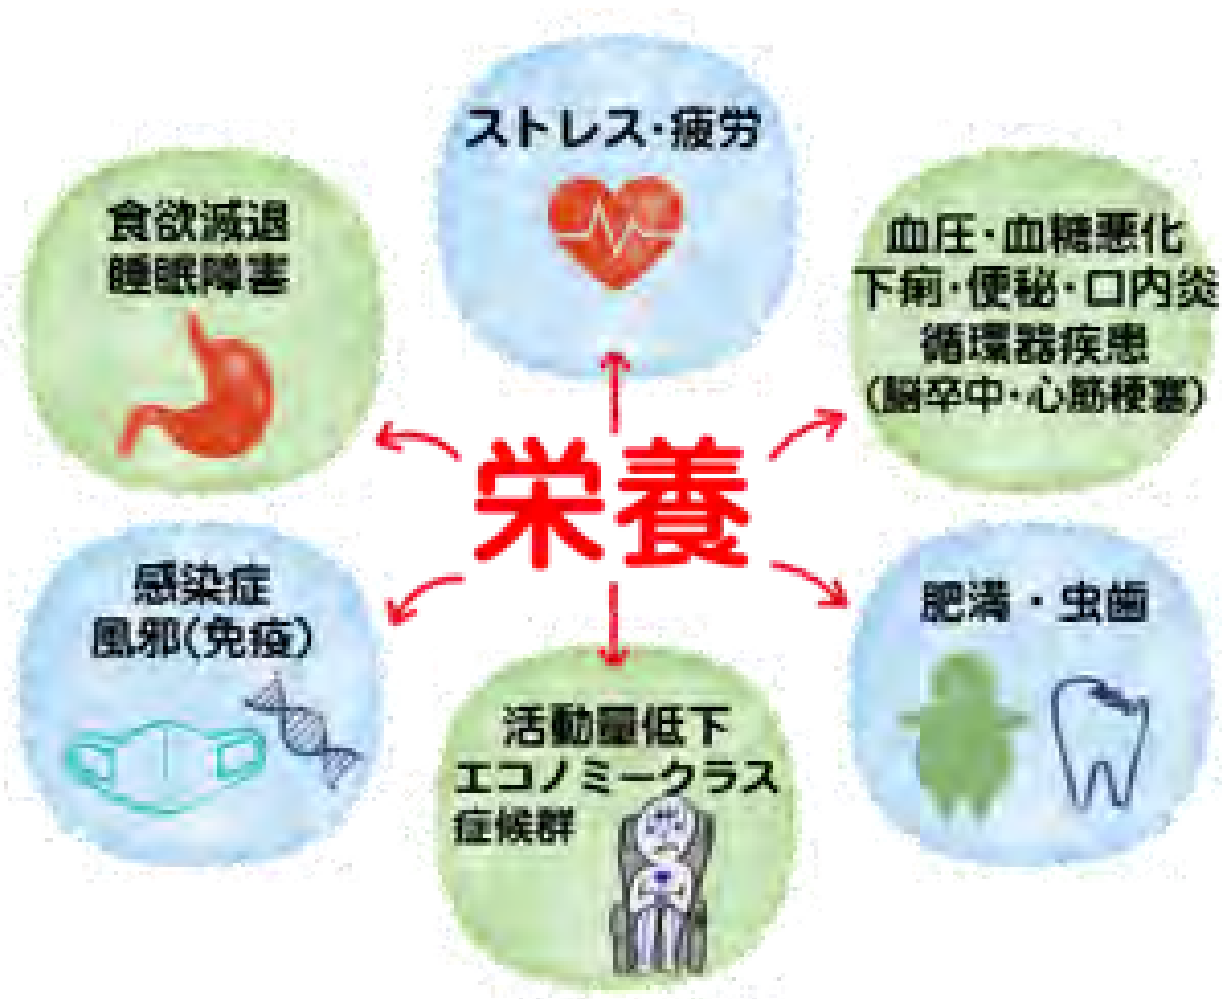 ストレス・疲労
食欲減退
睡眠障害
血圧・血糖悪化
下痢・便秘・口内炎
循環器疾患
(脳卒中・心筋梗塞)
栄養
感染症
風邪(免疫)
肥満・虫歯
活動量低下
エコノミークラス
症候群